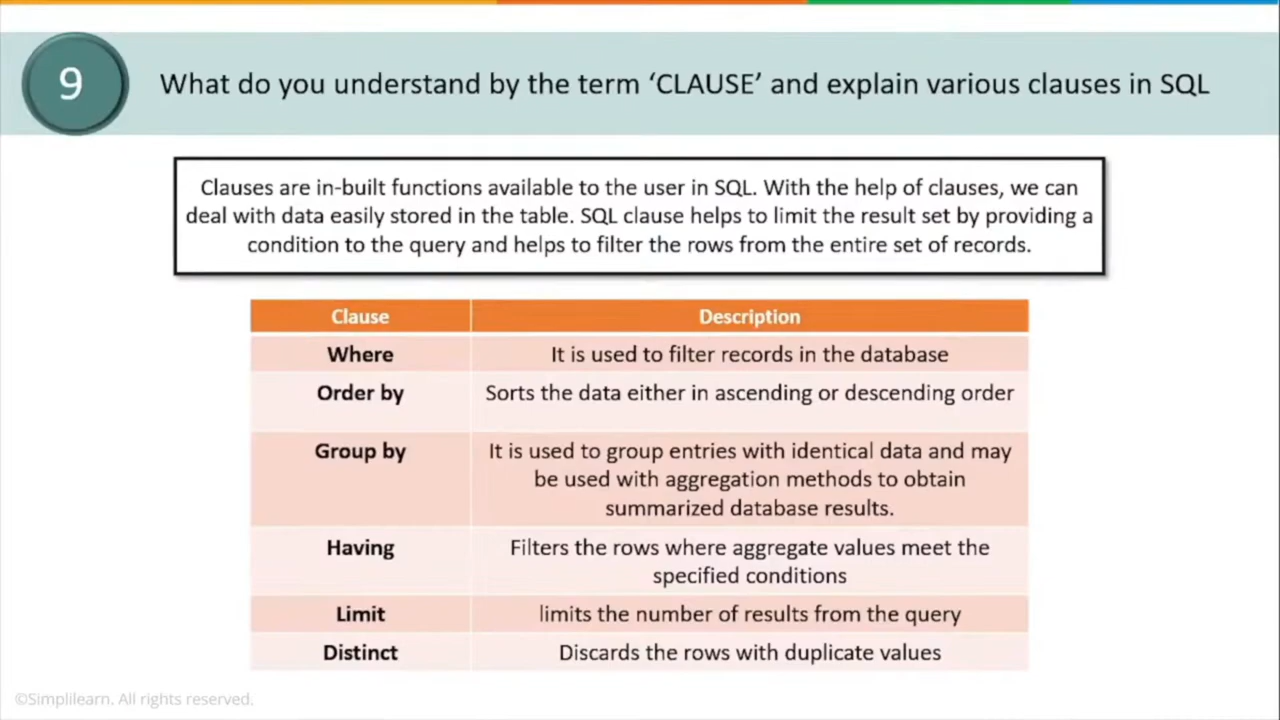 9
What do you understand by the term ‘CLAUSE’ and explain various clauses in SQL
Clauses are in-built functions available to the user in SQL. With the help of clauses, we can
deal with data easily stored in the table. SQL clause helps to limit the result set by providing a
condition to the query and helps to filter the rows from the entire set of records.
Clause Description
Where It is used to filter records in the database
Order by Sorts the data either in ascending or descending order
Group by It is used to group entries with identical data and may
be used with aggregation methods to obtain
summarized database results.
Having Filters the rows where aggregate values meet the
specified conditions
Limit limits the number of results from the query
Distinct Discards the rows with duplicate values
©Simplilearn. All rights reserved.